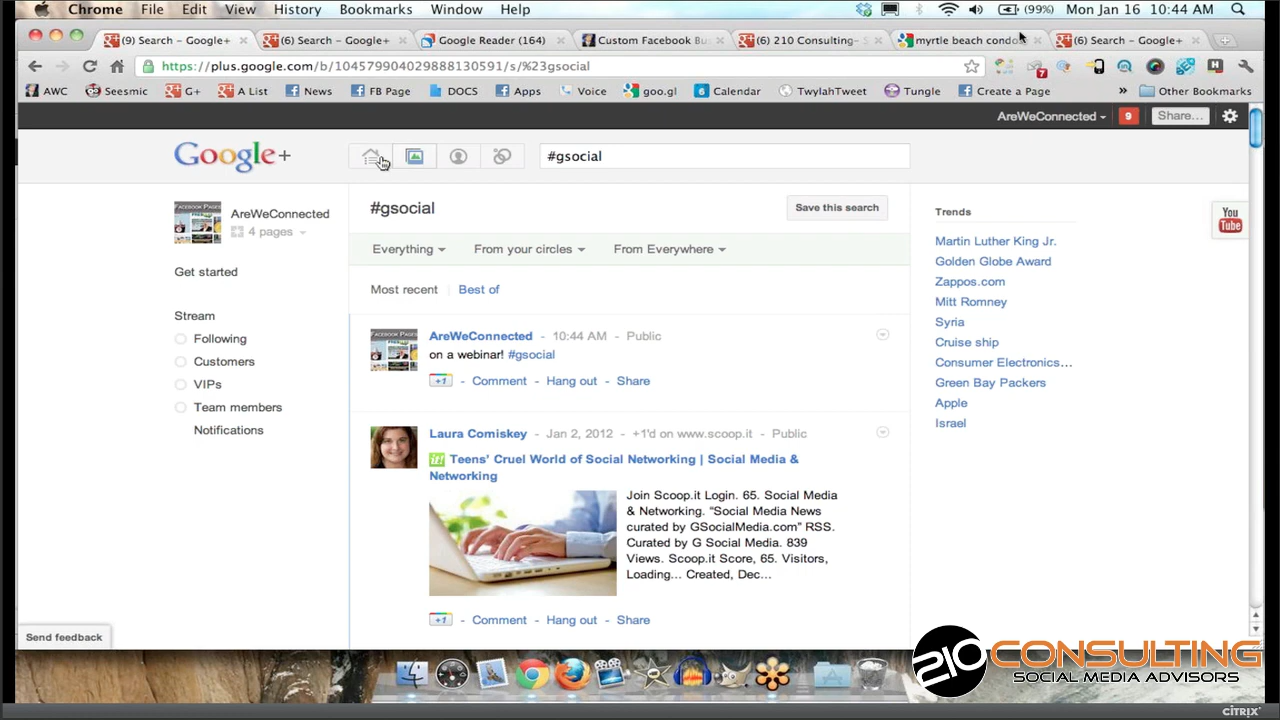 Chrome File Edit View History Bookmarks Window Help (99%) Mon Jan 16 10:44 AM
(9) Search - Google+ (6) Search - Google+ Google Reader (164) Custom Facebook Bus (6) 210 Consulting - S myrtle beach condo (6) Search - Google+
https://plus.google.com/b/104579904029888130591/s/%23gsocial
7
AWC Seesmic G+ A List News FB Page DOCS Apps Voice goo.gl 6 Calendar TwylahTweet Tungle Create a Page » Other Bookmarks
AreWeConnected 9 Share...
Google+
#gsocial
AreWeConnected
4 pages
Get started
Stream
Following
Customers
VIPs
Team members
Notifications
#gsocial
Save this search
Everything From your circles From Everywhere
Most recent Best of
AreWeConnected - 10:44 AM - Public
on a webinar! #gsocial
+1 - Comment - Hang out - Share
Laura Comiskey - Jan 2, 2012 - +1'd on www.scoop.it - Public
it! Teens' Cruel World of Social Networking | Social Media &
Networking
Join Scoop.it Login. 65. Social Media
& Networking. "Social Media News
curated by GSocialMedia.com" RSS.
Curated by G Social Media. 839
Views. Scoop.it Score, 65. Visitors,
Loading... Created, Dec...
+1 - Comment - Hang out - Share
Trends
Martin Luther King Jr.
Golden Globe Award
Zappos.com
Mitt Romney
Syria
Cruise ship
Consumer Electronics...
Green Bay Packers
Apple
Israel
You
Tube
Send feedback
210 CONSULTING
SOCIAL MEDIA ADVISORS
CITRIX